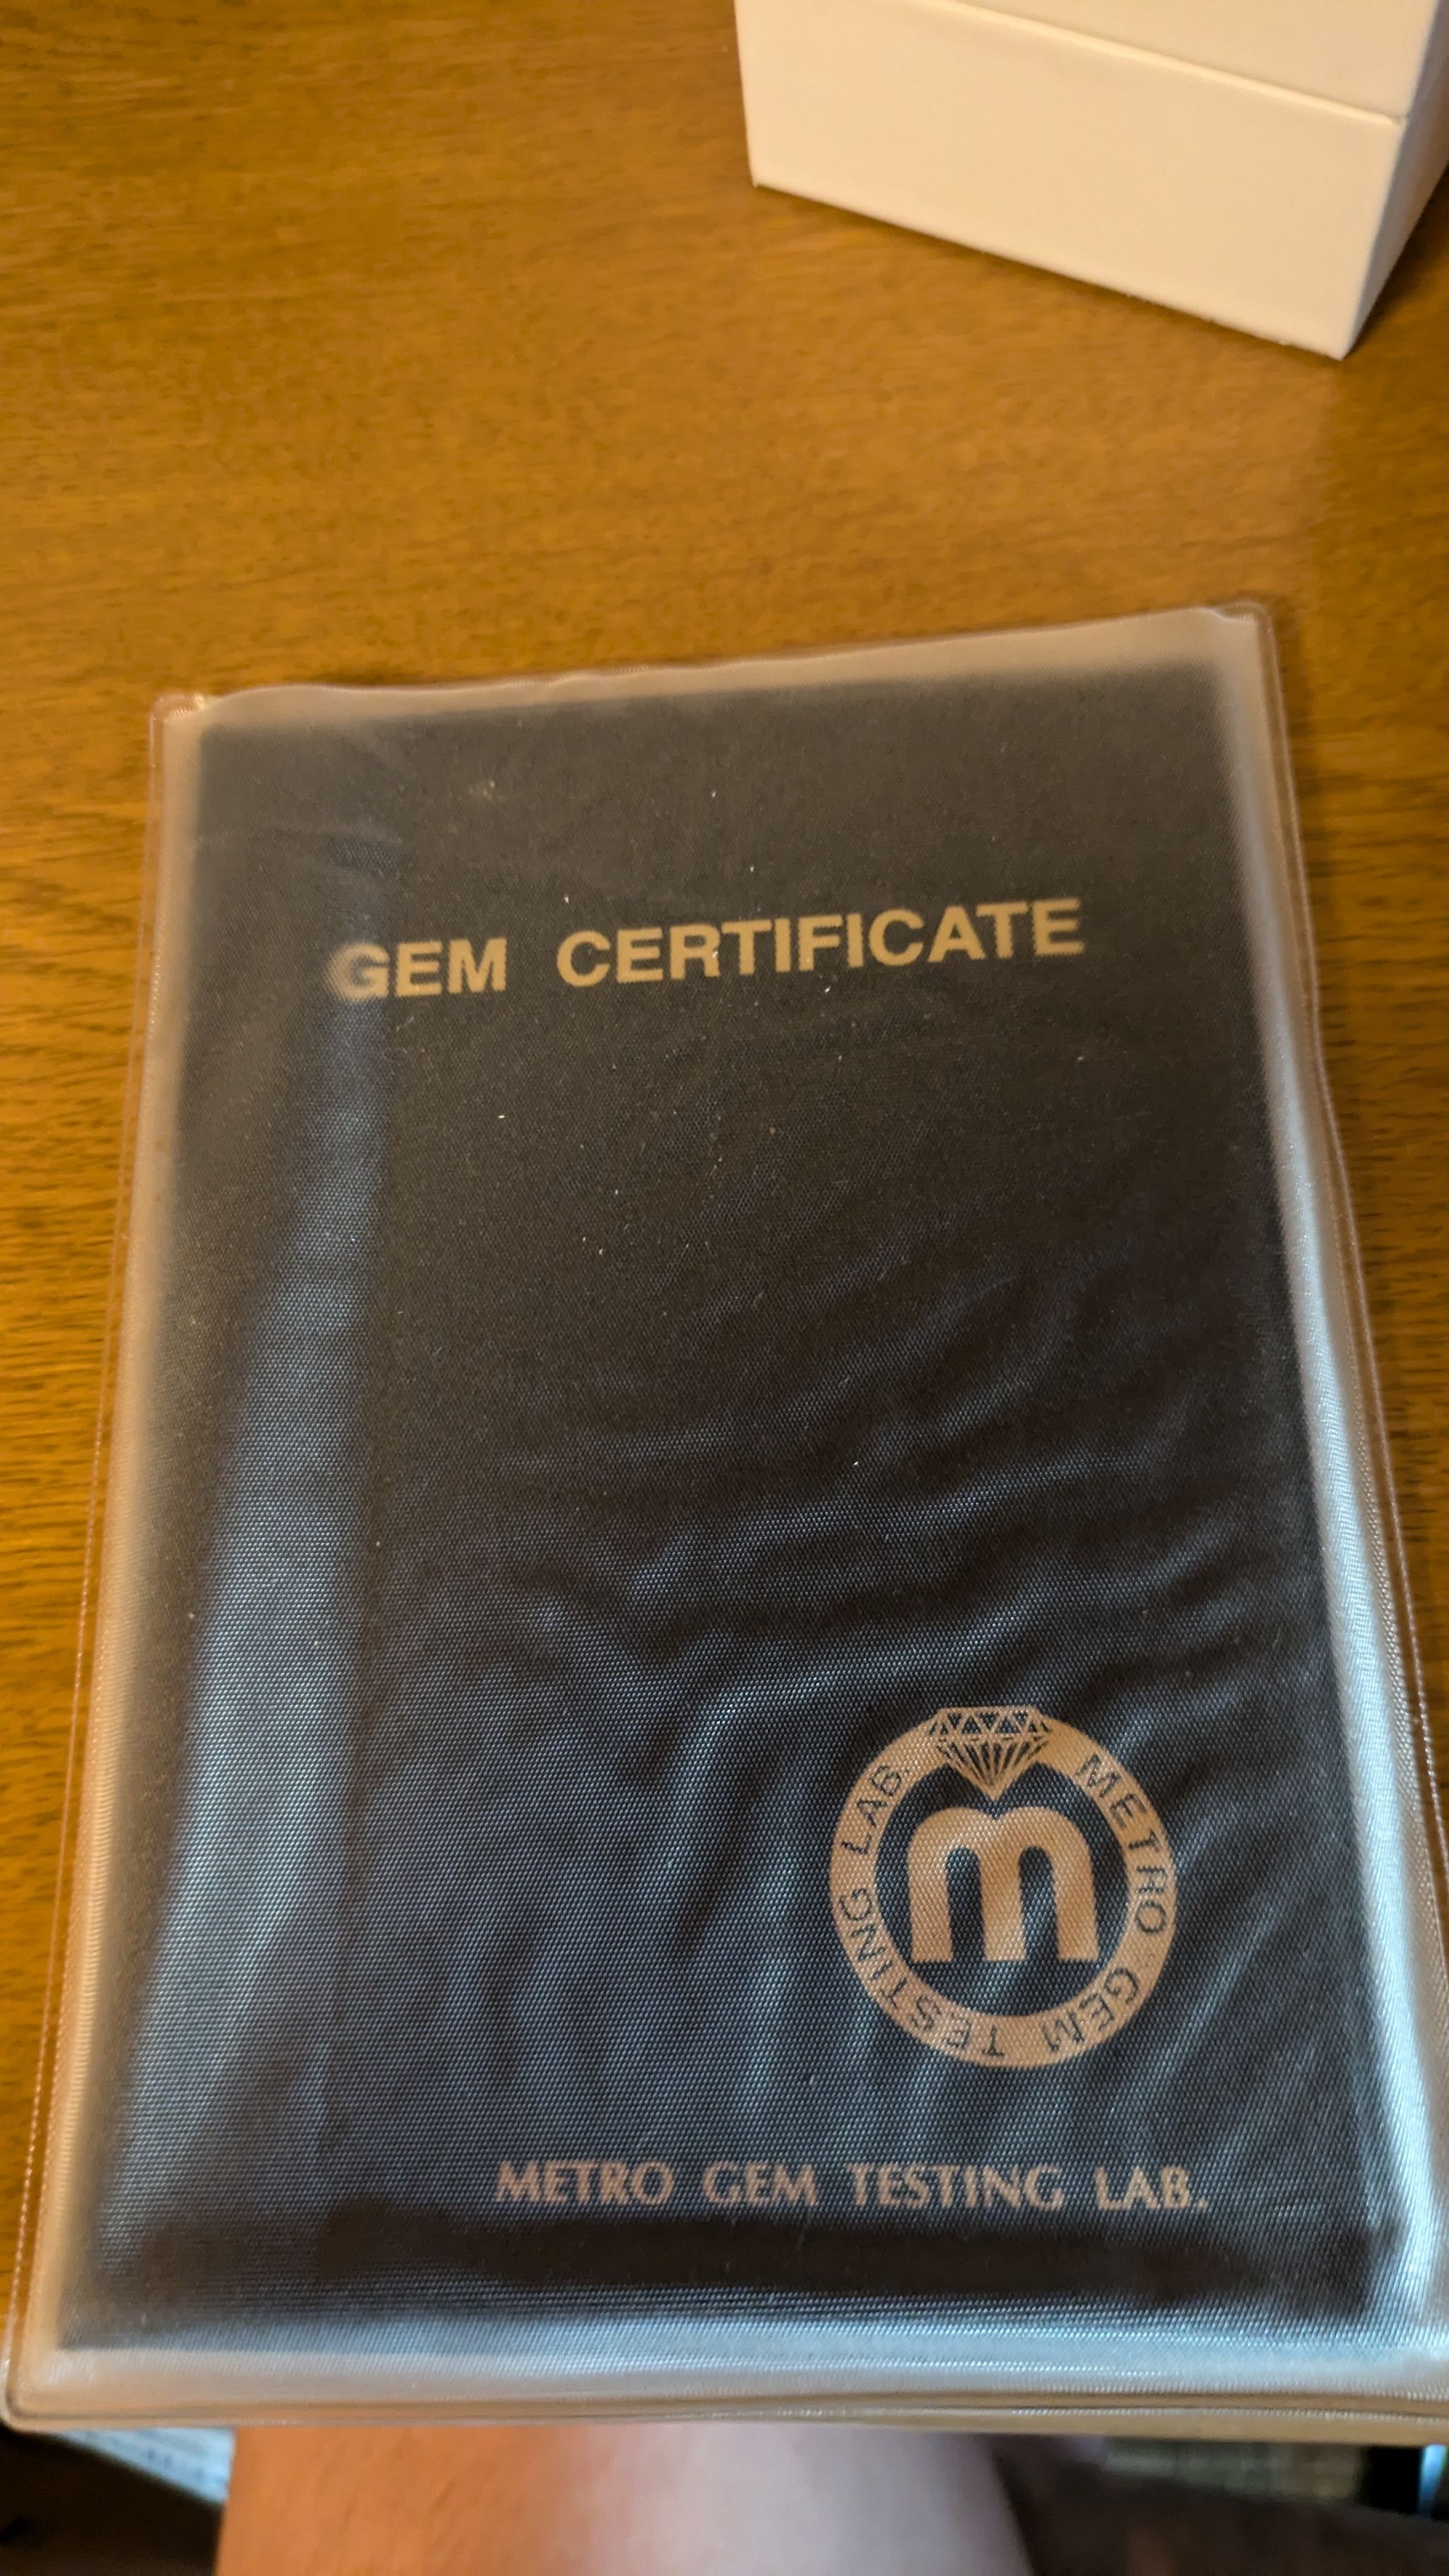 GEM CERTIFICATE
METRO GEM TESTING LAB
m
METRO GEM TESTING LAB.